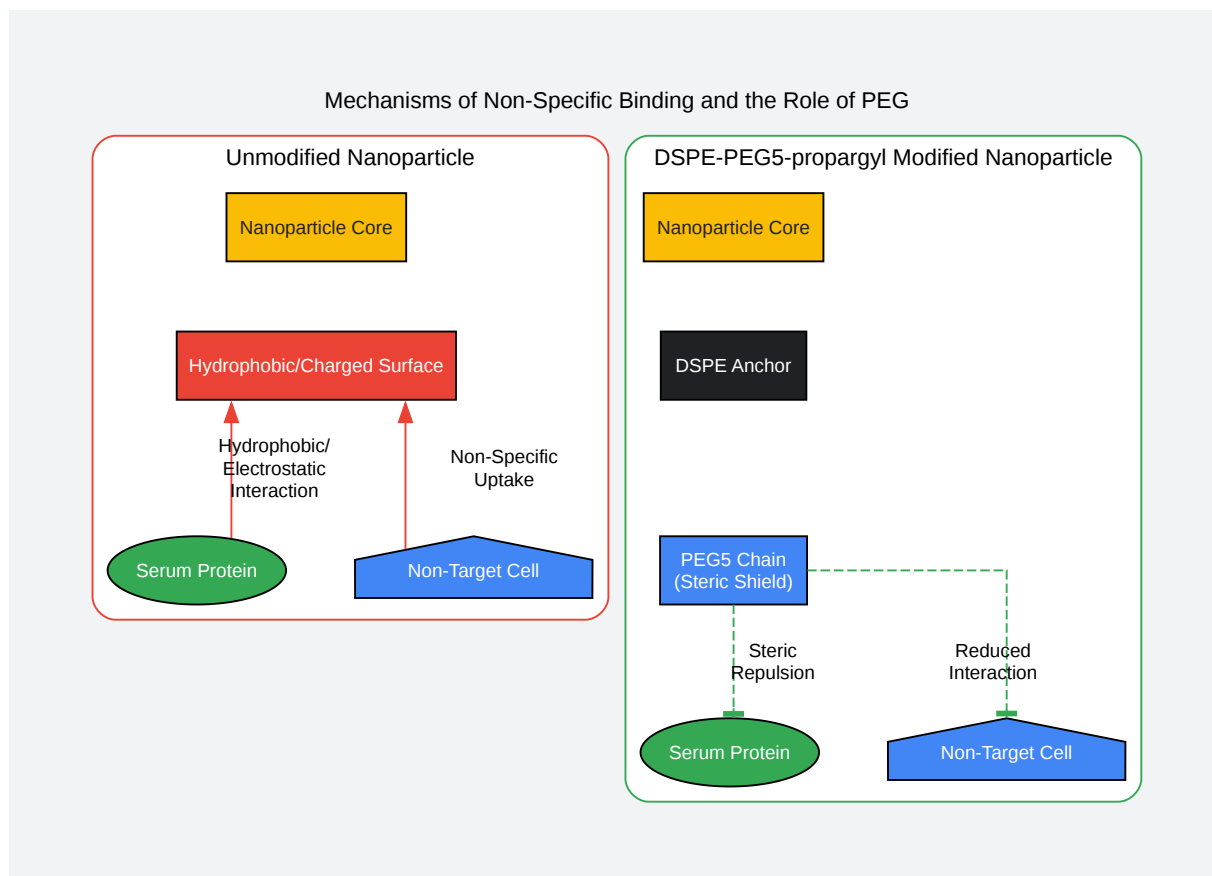 Mechanisms of Non-Specific Binding and the Role of PEG
Unmodified Nanoparticle
Nanoparticle Core
Hydrophobic/Charged Surface
Hydrophobic/
Electrostatic
Interaction
Non-Specific
Uptake
Serum Protein
Non-Target Cell
DSPE-PEG5-propargyl Modified Nanoparticle
Nanoparticle Core
DSPE Anchor
PEG5 Chain
(Steric Shield)
Steric
Repulsion
Reduced
Interaction
Serum Protein
Non-Target Cell